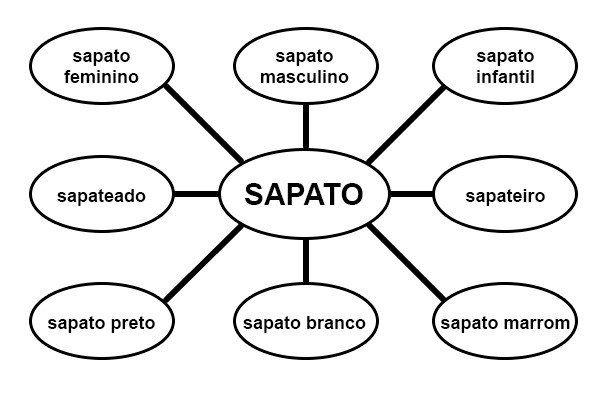 sapato
feminino
sapato
masculino
sapato
infantil
sapateado
SAPATO
sapateiro
sapato preto
sapato branco
sapato marrom